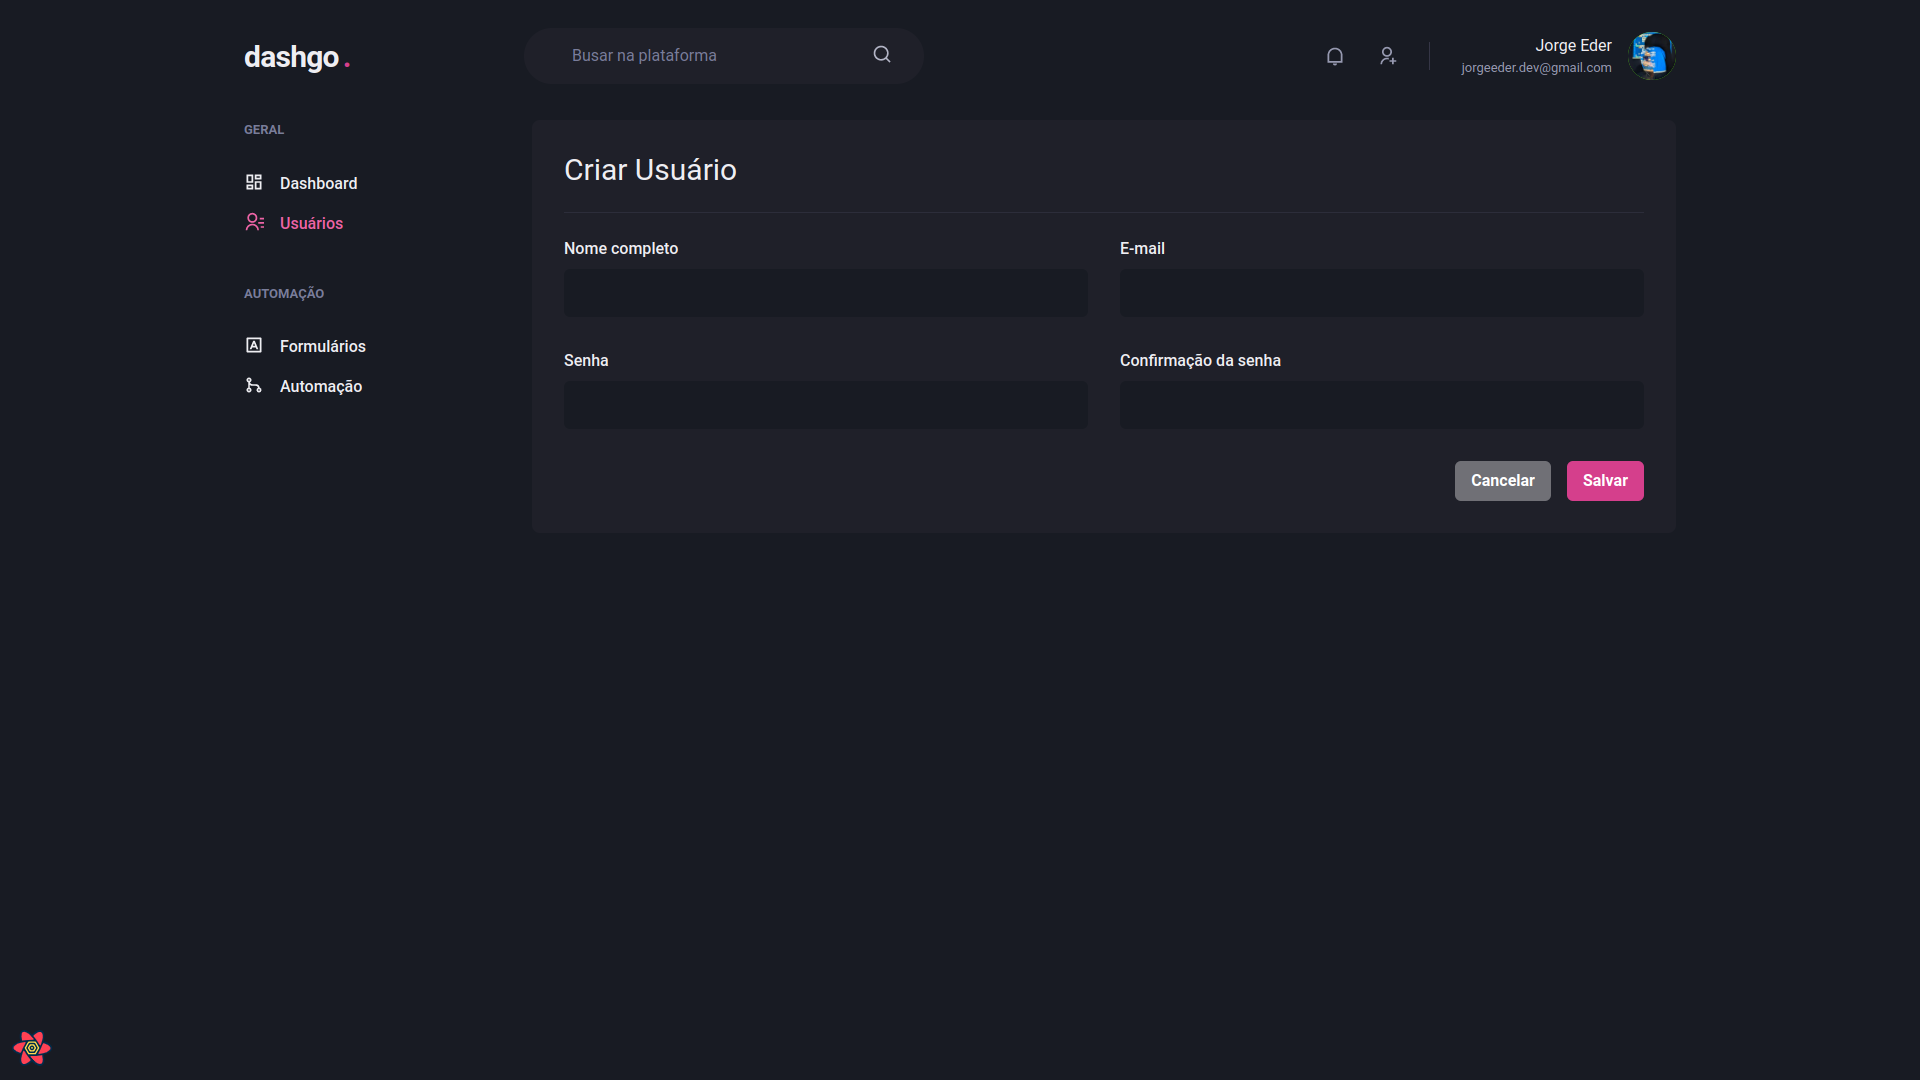 dashgo.
Busar na plataforma
Jorge Eder
jorgeeder.dev@gmail.com
GERAL
Dashboard
Usuários
AUTOMAÇÃO
Formulários
Automação
Criar Usuário
Nome completo
E-mail
Senha
Confirmação da senha
Cancelar
Salvar